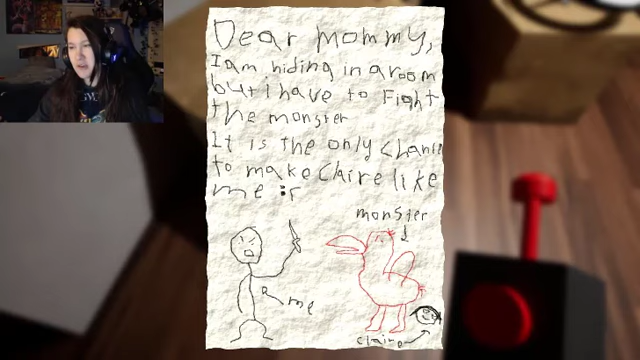 Dear mommy,
I am hiding in a room
but i have to Fight
the monster
It is the only Chance
to make Claire like
me :r
monster
me
claire